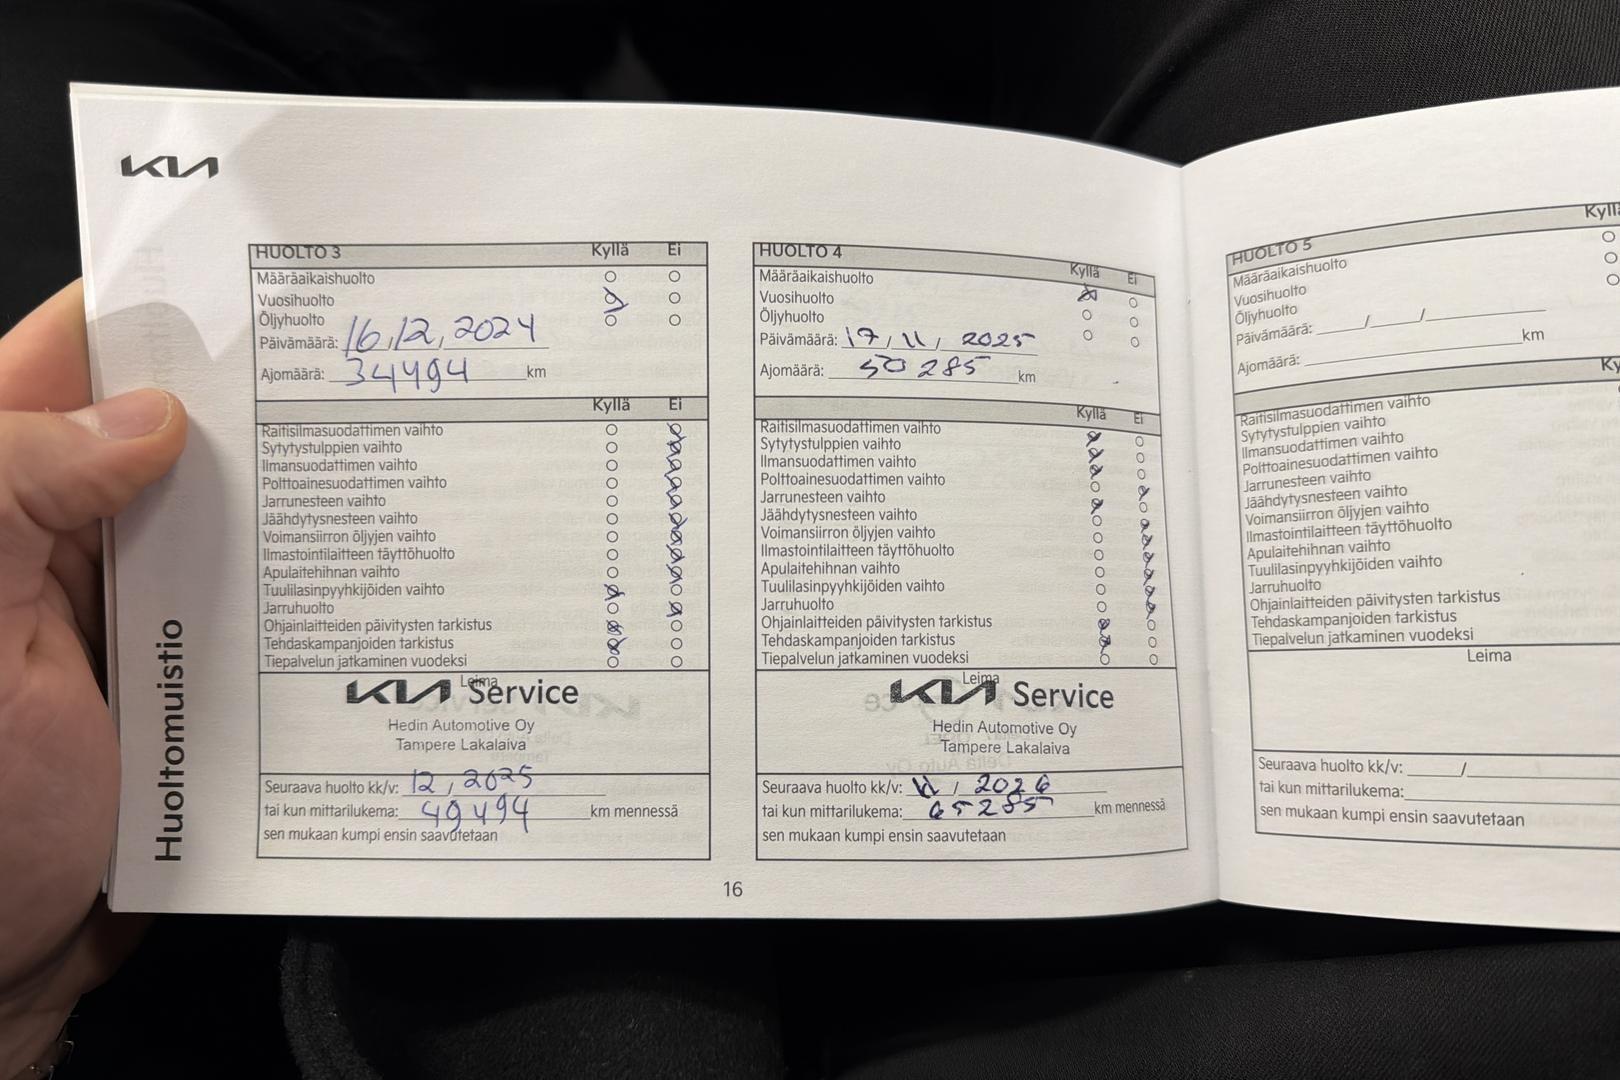 KIA
Huoltomuistio
HUOLTO 3 Kyllä Ei
Määräaikaishuolto
Vuosihuolto
Öljyhuolto
Päivämäärä: 16/12/2024
Ajomäärä: 34494 km
Kyllä Ei
Raitisilmasuodattimen vaihto
Sytytystulppien vaihto
Ilmansuodattimen vaihto
Polttoainesuodattimen vaihto
Jarrunesteen vaihto
Jäähdytysnesteen vaihto
Voimansiirron öljyjen vaihto
Ilmastointilaitteen täyttöhuolto
Apulaitehihnan vaihto
Tuulilasinpyyhkijöiden vaihto
Jarruhuolto
Ohjainlaitteiden päivitysten tarkistus
Tehdaskampanjoiden tarkistus
Tiepalvelun jatkaminen vuodeksi
Leima
KIA Service
Hedin Automotive Oy
Tampere Lakalaiva
Seuraava huolto kk/v: 12/2025
tai kun mittarilukema: 49494 km mennessä
sen mukaan kumpi ensin saavutetaan
HUOLTO 4 Kyllä Ei
Määräaikaishuolto
Vuosihuolto
Öljyhuolto
Päivämäärä: 17/11/2025
Ajomäärä: 50285 km
Kyllä Ei
Raitisilmasuodattimen vaihto
Sytytystulppien vaihto
Ilmansuodattimen vaihto
Polttoainesuodattimen vaihto
Jarrunesteen vaihto
Jäähdytysnesteen vaihto
Voimansiirron öljyjen vaihto
Ilmastointilaitteen täyttöhuolto
Apulaitehihnan vaihto
Tuulilasinpyyhkijöiden vaihto
Jarruhuolto
Ohjainlaitteiden päivitysten tarkistus
Tehdaskampanjoiden tarkistus
Tiepalvelun jatkaminen vuodeksi
Leima
KIA Service
Hedin Automotive Oy
Tampere Lakalaiva
Seuraava huolto kk/v: 11/2026
tai kun mittarilukema: 65285 km mennessä
sen mukaan kumpi ensin saavutetaan
16
HUOLTO 5 Kyllä
Määräaikaishuolto
Vuosihuolto
Öljyhuolto
Päivämäärä: / /
Ajomäärä: km
Ky
Raitisilmasuodattimen vaihto
Sytytystulppien vaihto
Ilmansuodattimen vaihto
Polttoainesuodattimen vaihto
Jarrunesteen vaihto
Jäähdytysnesteen vaihto
Voimansiirron öljyjen vaihto
Ilmastointilaitteen täyttöhuolto
Apulaitehihnan vaihto
Tuulilasinpyyhkijöiden vaihto
Jarruhuolto
Ohjainlaitteiden päivitysten tarkistus
Tehdaskampanjoiden tarkistus
Tiepalvelun jatkaminen vuodeksi
Leima
Seuraava huolto kk/v: /
tai kun mittarilukema:
sen mukaan kumpi ensin saavutetaan